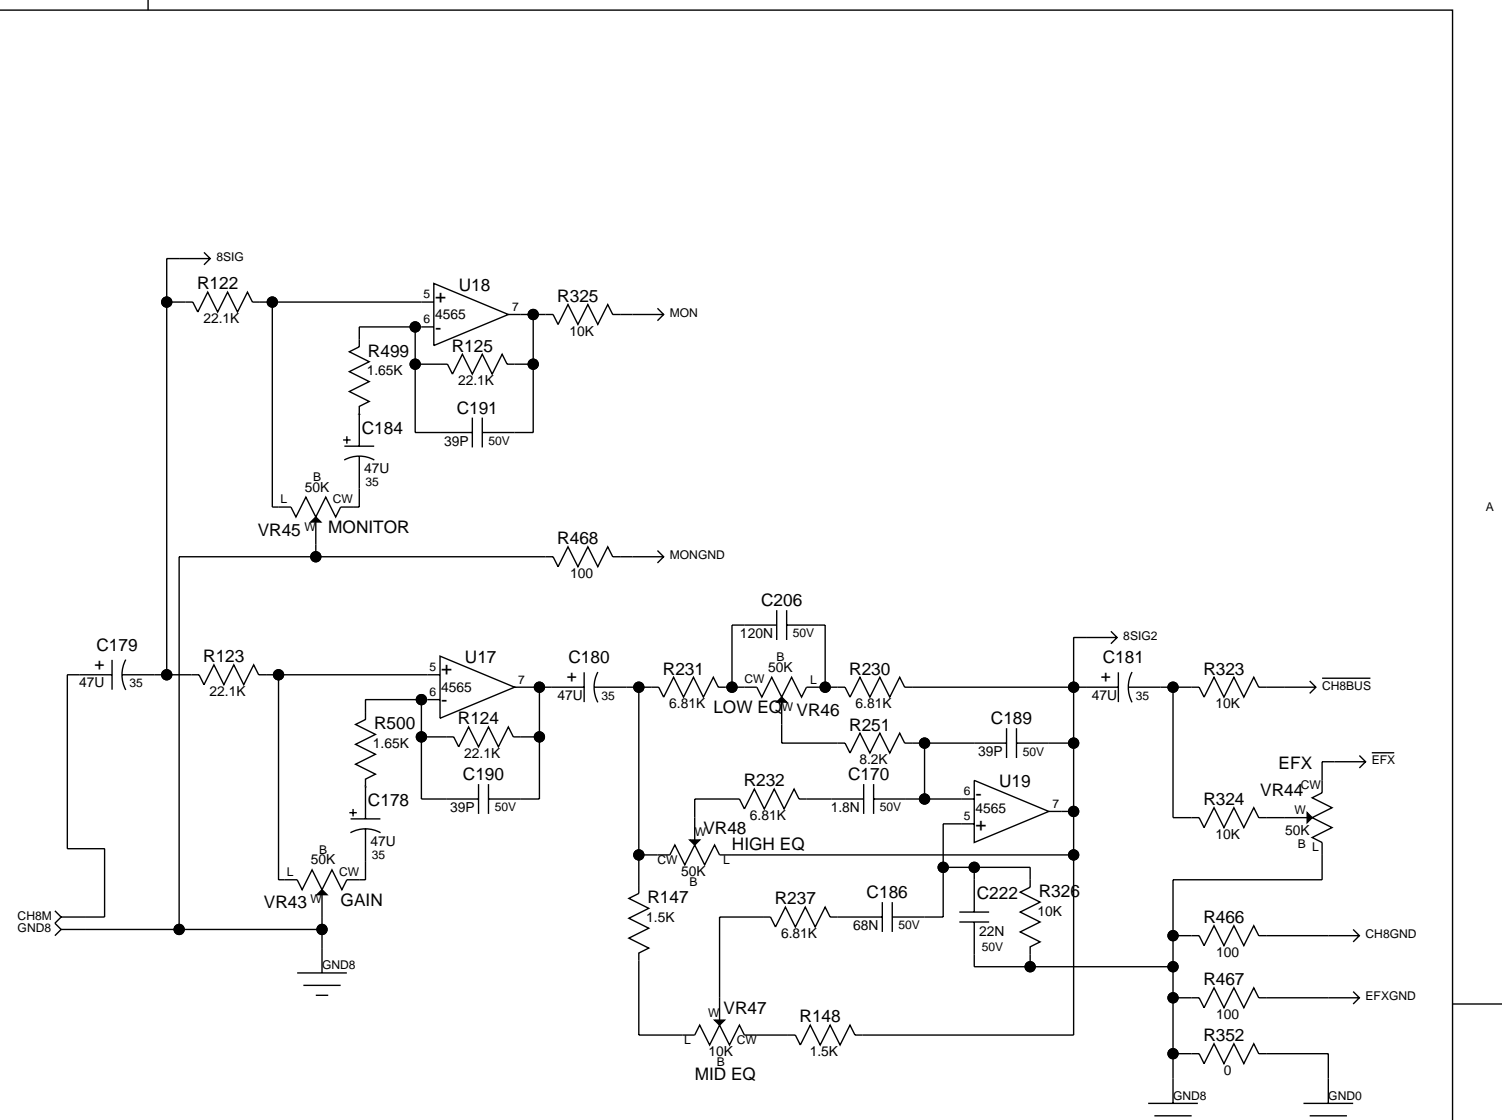 8SIG
R122
22.1K
U18
5
+
4565
6
-
7
R325
10K
MON
R499
1.65K
R125
22.1K
C191
39P
50V
C184
+
47U
35
B
50K
L
CW
W
VR45
MONITOR
R468
100
MONGND
C179
+
47U
35
R123
22.1K
U17
5
+
4565
6
-
7
C180
+
47U
35
R500
1.65K
R124
22.1K
C190
39P
50V
C178
+
47U
35
B
50K
L
CW
W
VR43
GAIN
CH8M
GND8
GND8
C206
120N
50V
R231
6.81K
B
50K
CW
L
W
LOW EQ
VR46
R230
6.81K
R251
8.2K
C189
39P
50V
R232
6.81K
C170
1.8N
50V
U19
6
-
4565
5
+
7
W
VR48
HIGH EQ
CW
50K
L
B
R147
1.5K
R237
6.81K
C186
68N
50V
C222
22N
50V
R326
10K
W
VR47
L
10K
CW
B
MID EQ
R148
1.5K
8SIG2
C181
+
47U
35
R323
10K
CH8BUS
EFX
EFX
VR44
CW
W
50K
B
L
R324
10K
R466
100
CH8GND
R467
100
EFXGND
R352
0
GND8
GND0
A